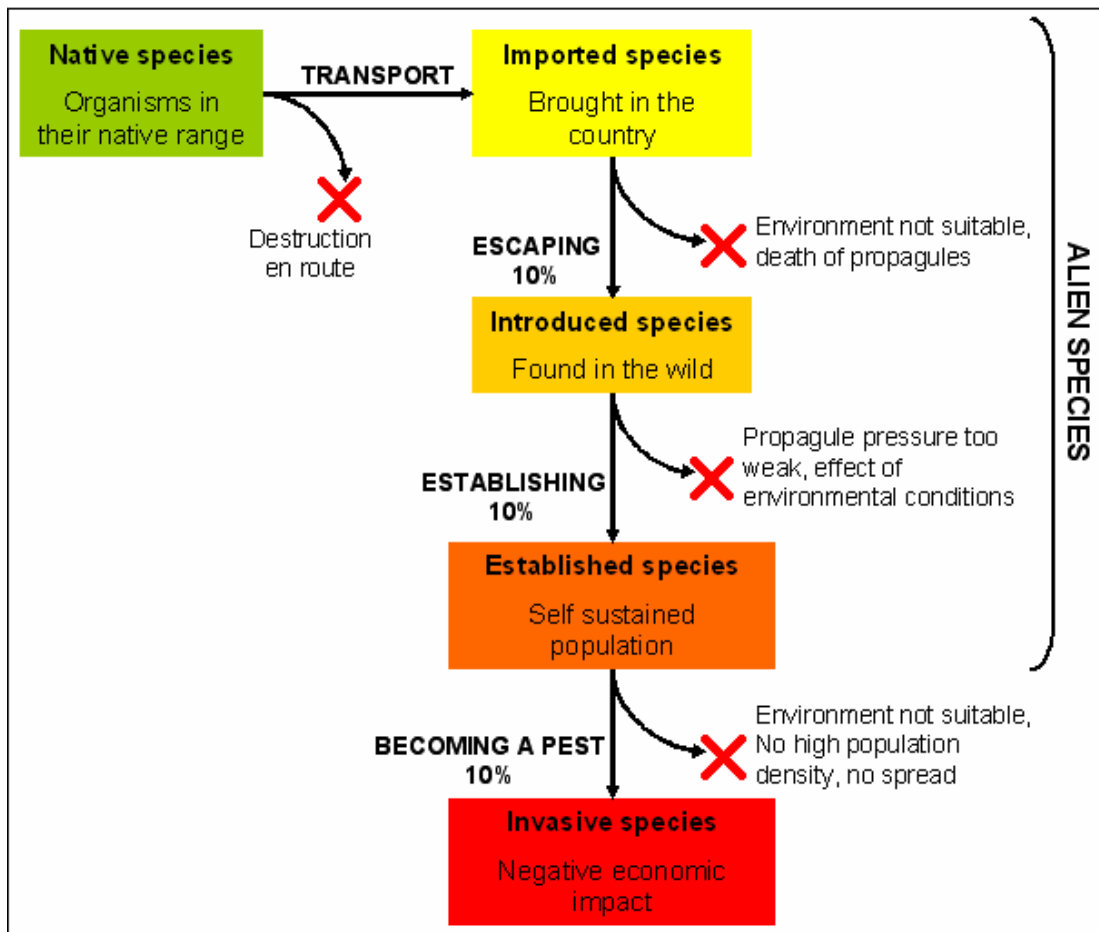 Native species
Organisms in
their native range
TRANSPORT
Destruction
en route
Imported species
Brought in the
country
ESCAPING
10%
Environment not suitable,
death of propagules
Introduced species
Found in the wild
ESTABLISHING
10%
Propagule pressure too
weak, effect of
environmental conditions
Established species
Self sustained
population
BECOMING A PEST
10%
Environment not suitable,
No high population
density, no spread
Invasive species
Negative economic
impact
ALIEN SPECIES